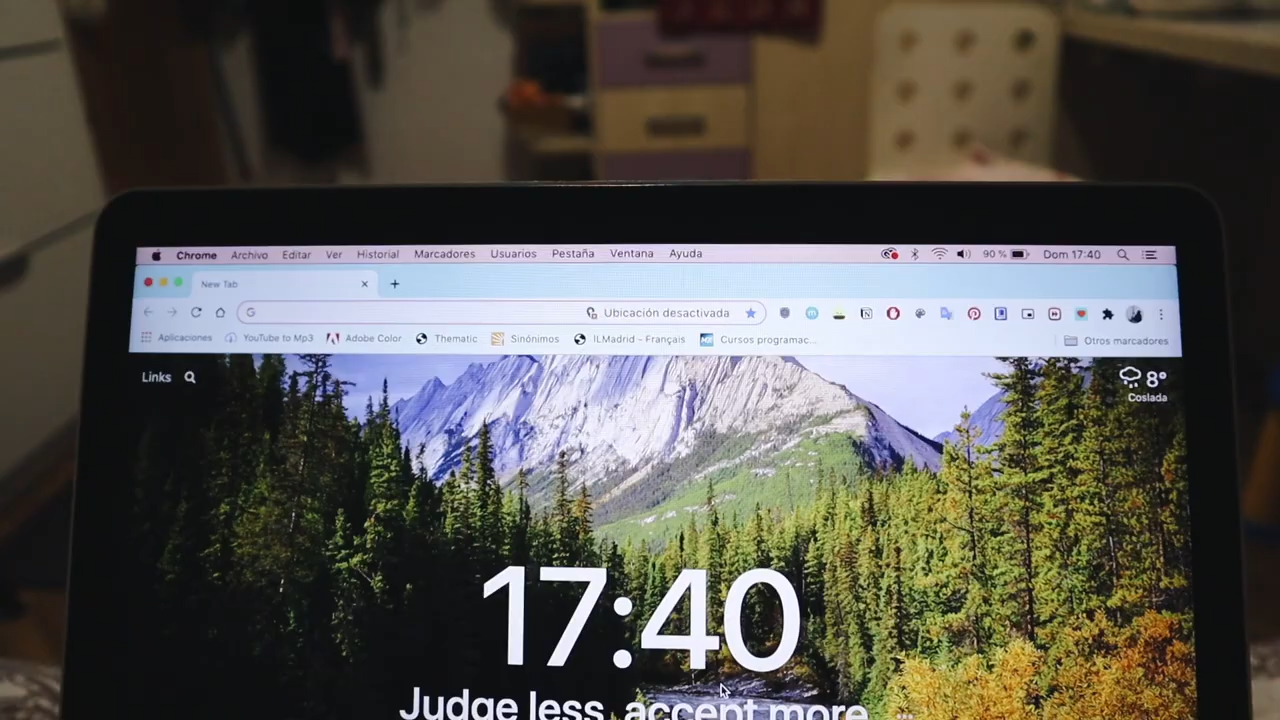 Chrome Archivo Editar Ver Historial Marcadores Usuarios Pestaña Ventana Ayuda 90 % Dom 17:40
New Tab
G Ubicación desactivada
Aplicaciones YouTube to Mp3 Adobe Color Thematic Sinónimos ILMadrid – Français Cursos programac... Otros marcadores
Links 8°
Coslada
17:40
Judge less, accept more.